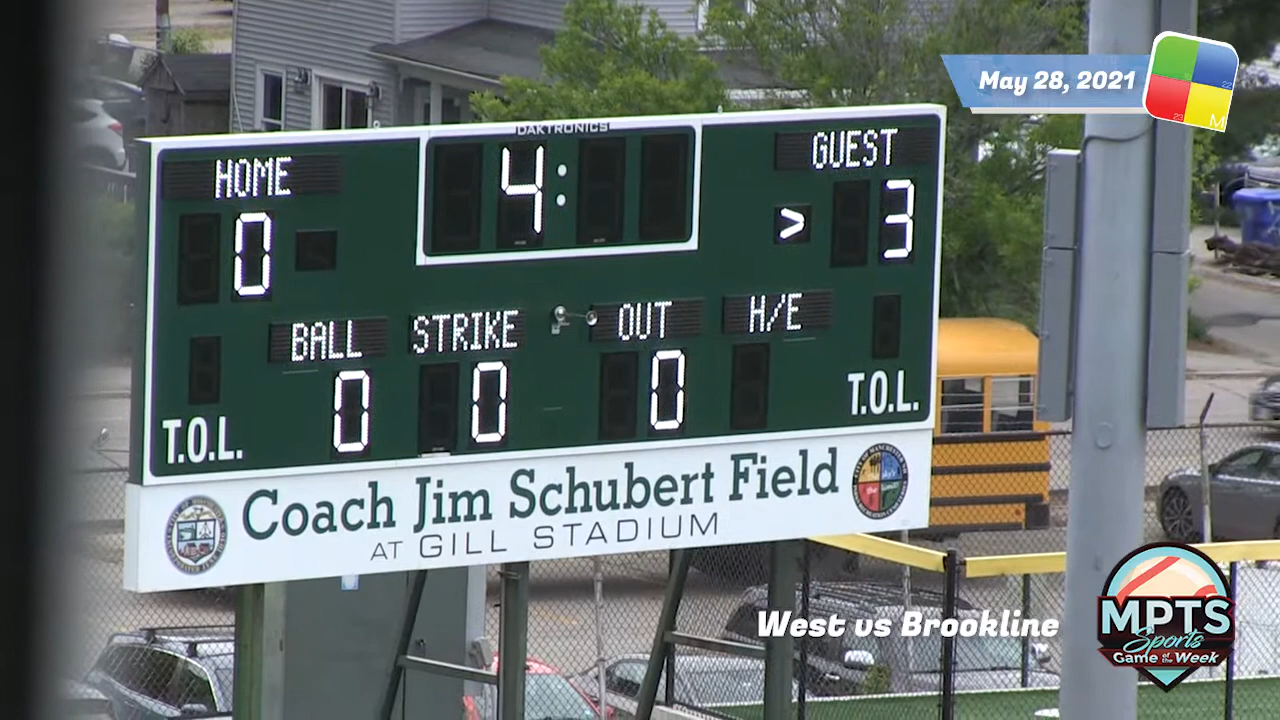 May 28, 2021
M
DAKTRONICS
HOME 4: GUEST
0 > 3
BALL STRIKE OUT H/E
T.O.L. 0 0 0 T.O.L.
Coach Jim Schubert Field
AT GILL STADIUM
West vs Brookline
MPTS
Sports
Game of the Week